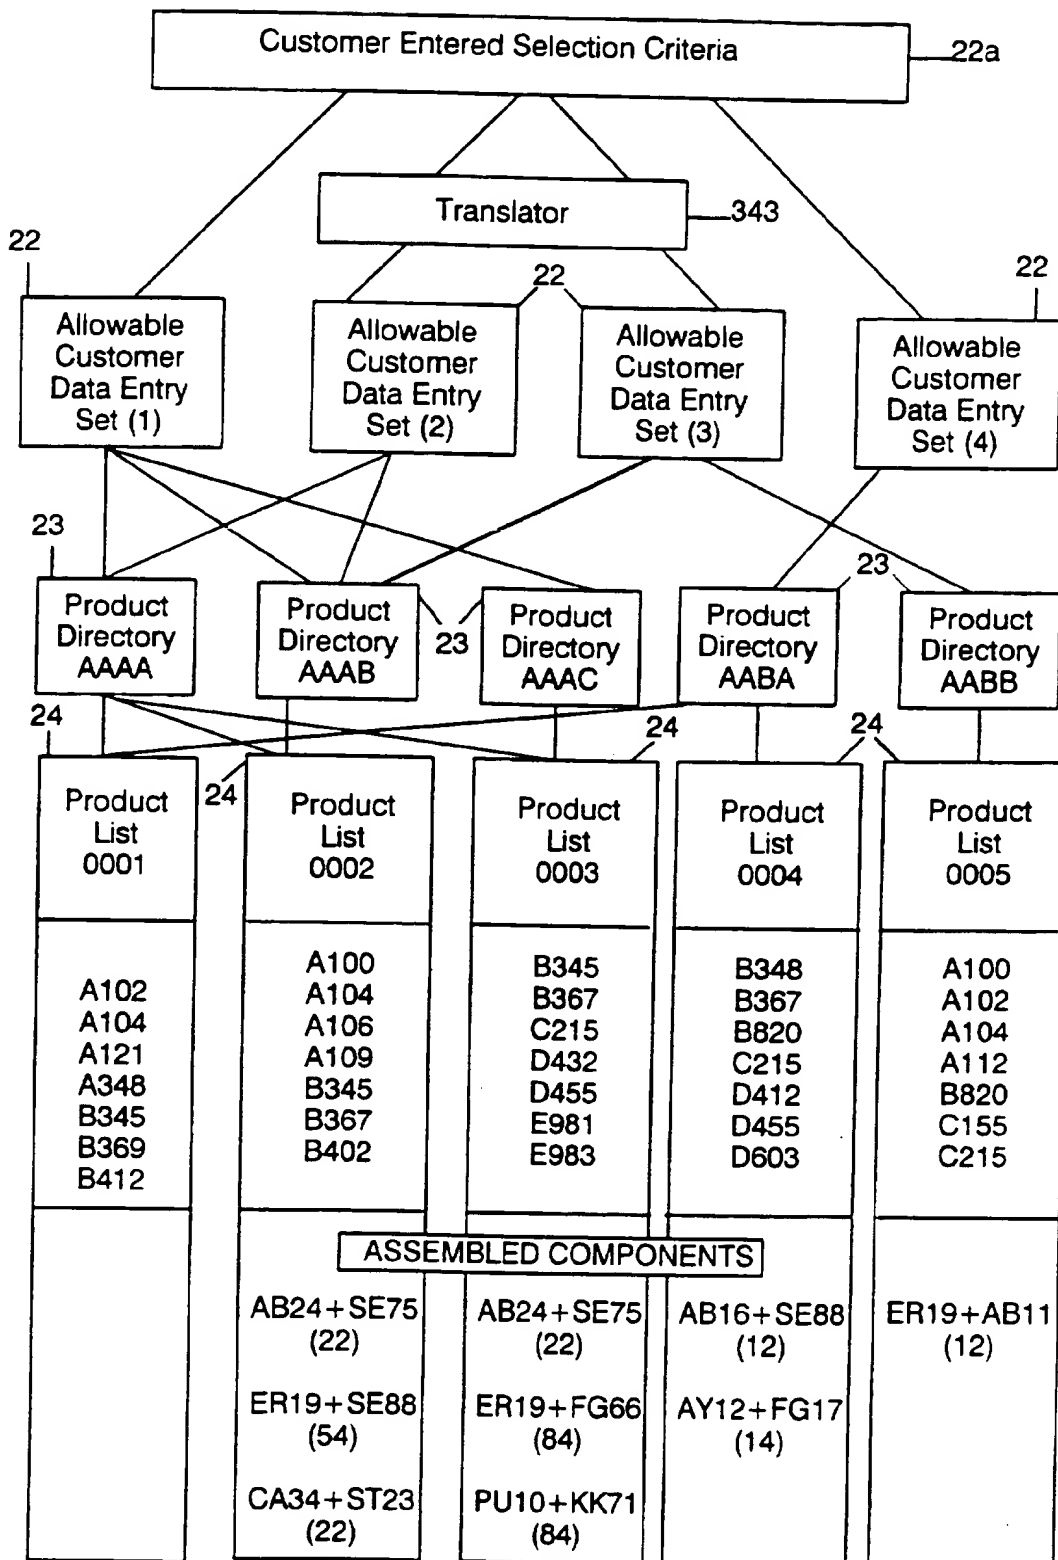 Customer Entered Selection Criteria
22a
Translator
343
22
22
22
Allowable
Customer
Data Entry
Set (1)
Allowable
Customer
Data Entry
Set (2)
Allowable
Customer
Data Entry
Set (3)
Allowable
Customer
Data Entry
Set (4)
23
23
23
Product
Directory
AAAA
Product
Directory
AAAB
Product
Directory
AAAC
Product
Directory
AABA
Product
Directory
AABB
24
24
24
24
Product
List
0001
Product
List
0002
Product
List
0003
Product
List
0004
Product
List
0005
A102
A104
A121
A348
B345
B369
B412
A100
A104
A106
A109
B345
B367
B402
B345
B367
C215
D432
D455
E981
E983
B348
B367
B820
C215
D412
D455
D603
A100
A102
A104
A112
B820
C155
C215
ASSEMBLED COMPONENTS
AB24+SE75
(22)
ER19+SE88
(54)
CA34+ST23
(22)
AB24+SE75
(22)
ER19+FG66
(84)
PU10+KK71
(84)
AB16+SE88
(12)
AY12+FG17
(14)
ER19+AB11
(12)